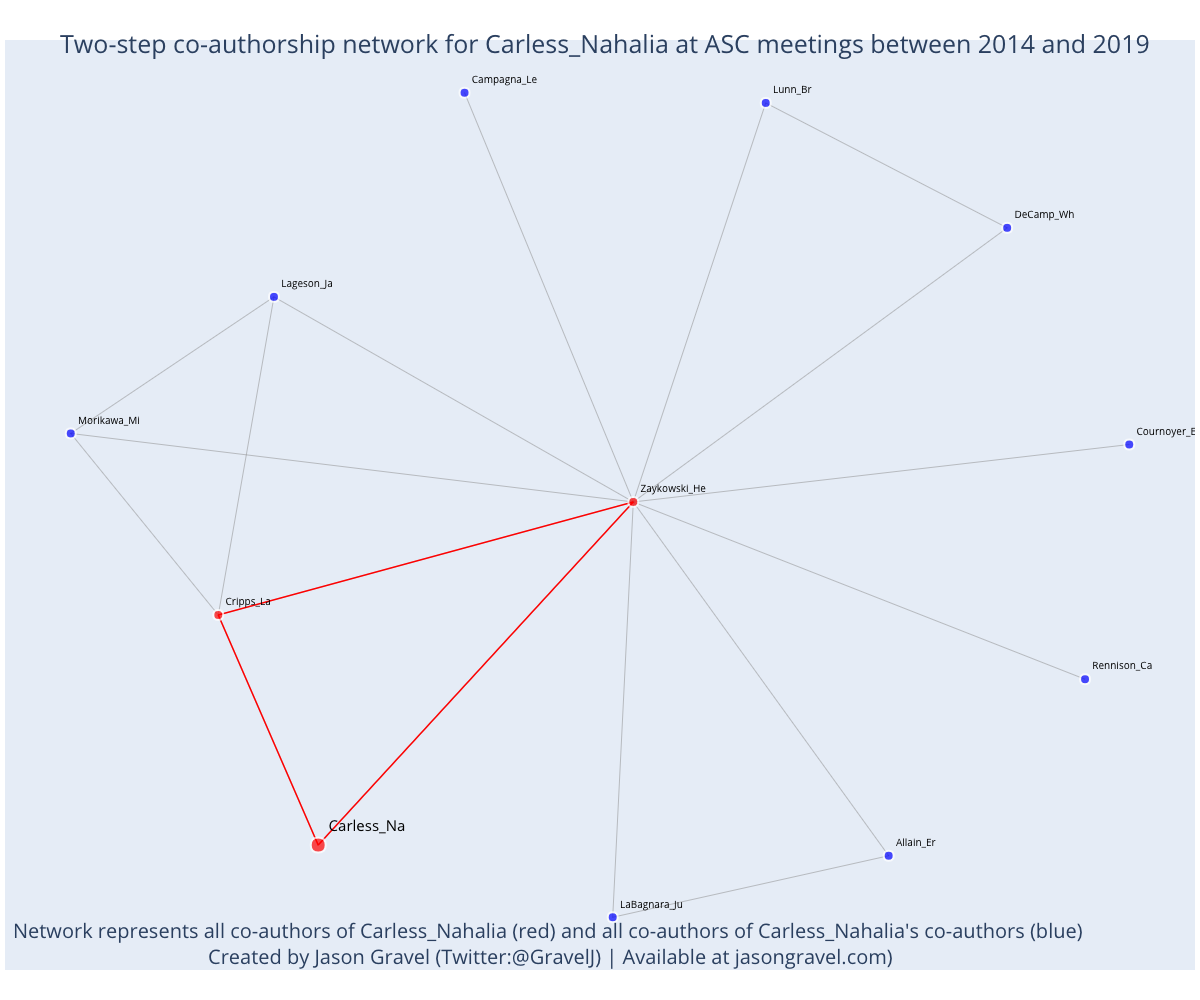 Two-step co-authorship network for Carless_Nahalia at ASC meetings between 2014 and 2019
Campagna_Le
Lunn_Br
DeCamp_Wh
Lageson_Ja
Morikawa_Mi
Cournoyer_
Zaykowski_He
Cripps_La
Rennison_Ca
Carless_Na
Allain_Er
LaBagnara_Ju
Network represents all co-authors of Carless_Nahalia (red) and all co-authors of Carless_Nahalia's co-authors (blue)
Created by Jason Gravel (Twitter:@GravelJ) | Available at jasongravel.com)